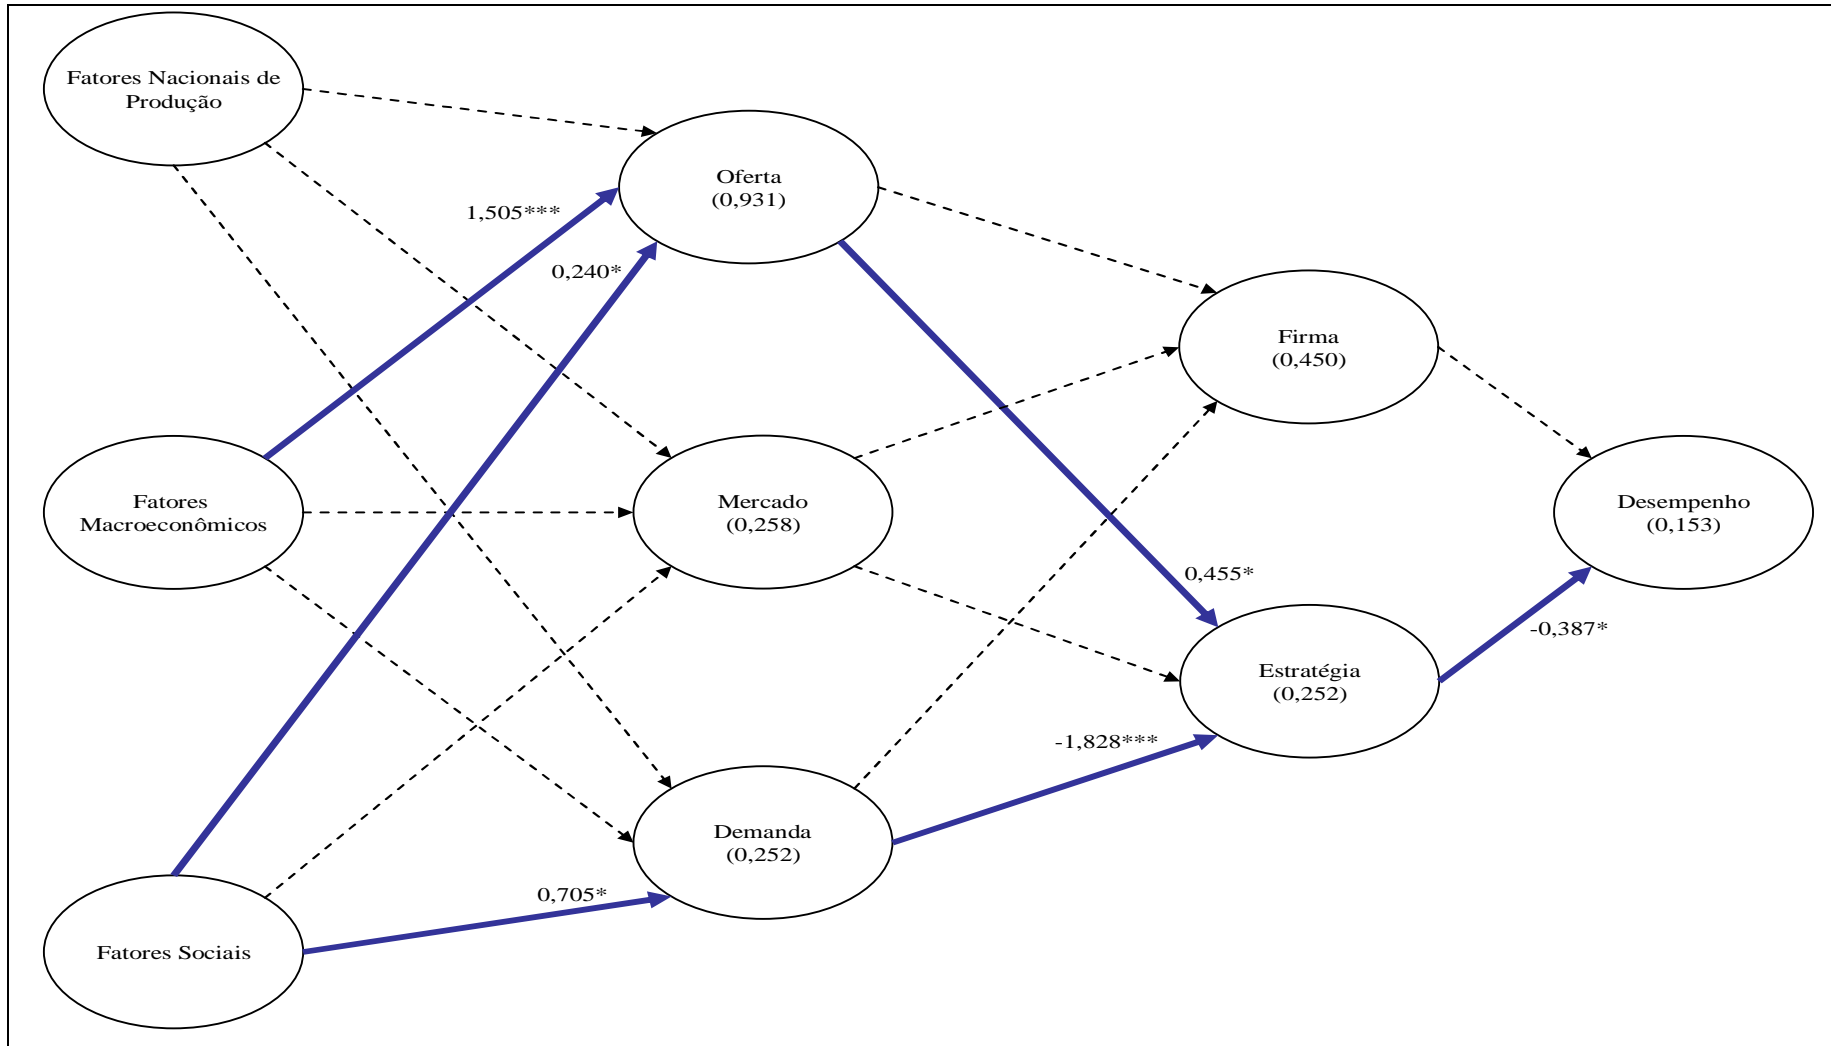 Fatores Nacionais de
Produção
Oferta
(0,931)
1,505***
0,240*
Firma
(0,450)
Fatores
Macroeconômicos
Mercado
(0,258)
Desempenho
(0,153)
0,455*
-0,387*
Estratégia
(0,252)
-1,828***
Demanda
(0,252)
0,705*
Fatores Sociais